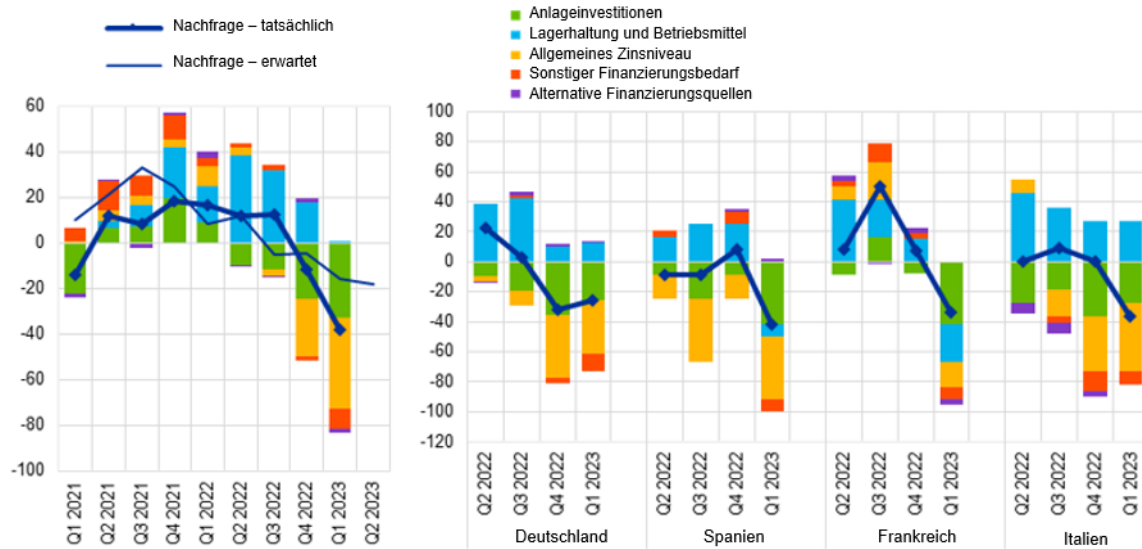 Nachfrage – tatsächlich
Nachfrage – erwartet
Anlageinvestitionen
Lagerhaltung und Betriebsmittel
Allgemeines Zinsniveau
Sonstiger Finanzierungsbedarf
Alternative Finanzierungsquellen
60
40
20
0
-20
-40
-60
-80
-100
Q1 2021
Q2 2021
Q3 2021
Q4 2021
Q1 2022
Q2 2022
Q3 2022
Q4 2022
Q1 2023
Q2 2023
100
80
60
40
20
0
-20
-40
-60
-80
-100
-120
Q2 2022
Q3 2022
Q4 2022
Q1 2023
Q2 2022
Q3 2022
Q4 2022
Q1 2023
Q2 2022
Q3 2022
Q4 2022
Q1 2023
Q2 2022
Q3 2022
Q4 2022
Q1 2023
Deutschland
Spanien
Frankreich
Italien